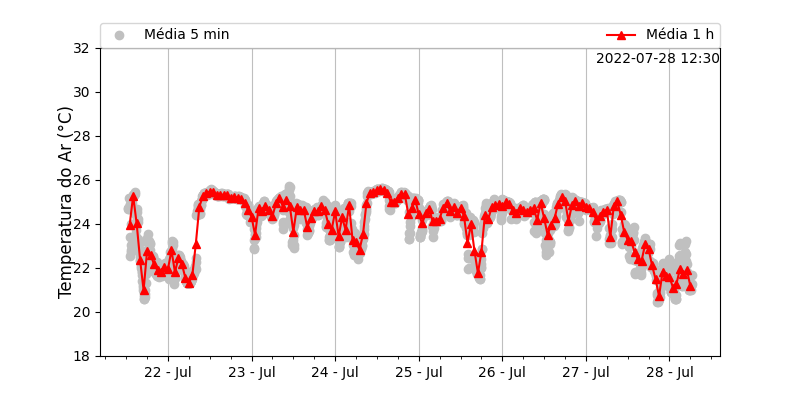 Média 5 min
Média 1 h
2022-07-28 12:30
Temperatura do Ar (°C)
32
30
28
26
24
22
20
18
22 - Jul
23 - Jul
24 - Jul
25 - Jul
26 - Jul
27 - Jul
28 - Jul